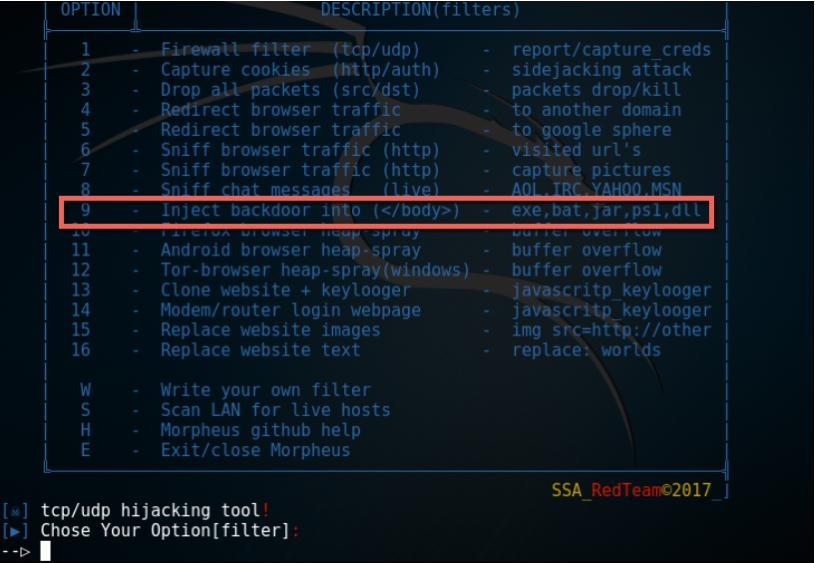 OPTION DESCRIPTION(filters)
1 - Firewall filter (tcp/udp) - report/capture_creds
2 - Capture cookies (http/auth) - sidejacking attack
3 - Drop all packets (src/dst) - packets drop/kill
4 - Redirect browser traffic - to another domain
5 - Redirect browser traffic - to google sphere
6 - Sniff browser traffic (http) - visited url's
7 - Sniff browser traffic (http) - capture pictures
8 - Sniff chat messages (live) - AOL,IRC,YAHOO,MSN
9 - Inject backdoor into (</body>) - exe,bat,jar,ps1,dll
10 - Firefox browser heap-spray - buffer overflow
11 - Android browser heap-spray - buffer overflow
12 - Tor-browser heap-spray(windows) - buffer overflow
13 - Clone website + keylooger - javascritp_keylooger
14 - Modem/router login webpage - javascritp_keylooger
15 - Replace website images - img src=http://other
16 - Replace website text - replace: worlds
W - Write your own filter
S - Scan LAN for live hosts
H - Morpheus github help
E - Exit/close Morpheus
SSA_RedTeam©2017_
[☠] tcp/udp hijacking tool!
[▶] Chose Your Option[filter]:
--▷